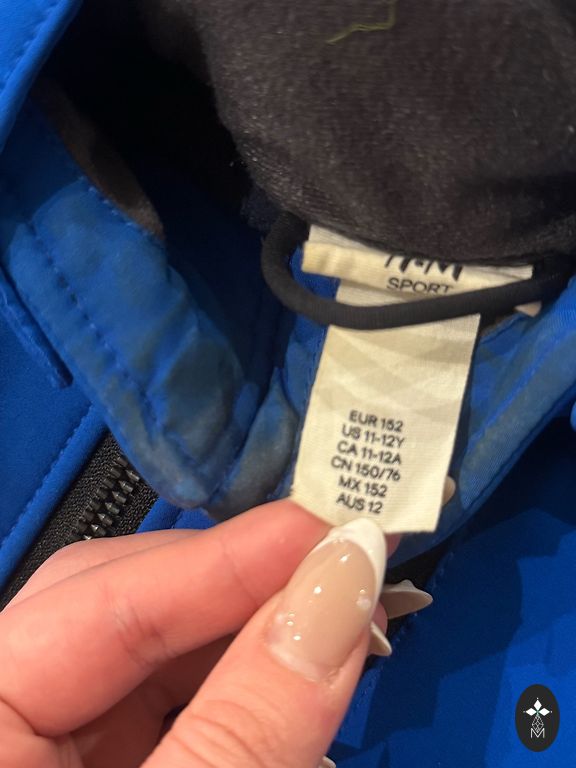 H&M
SPORT
EUR 152
US 11-12Y
CA 11-12A
CN 150/76
MX 152
AUS 12
M